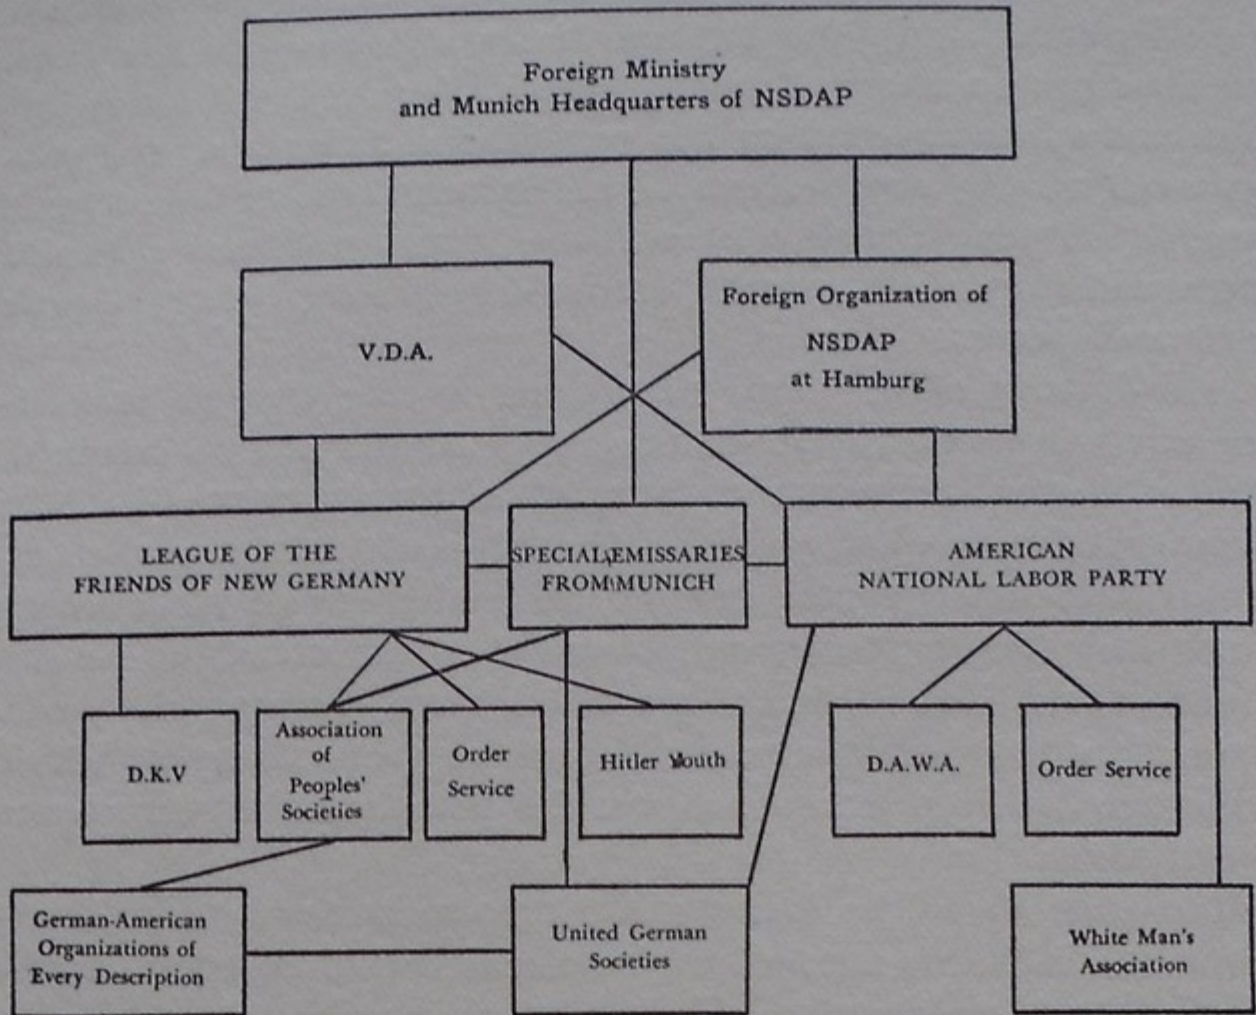 Foreign Ministry
and Munich Headquarters of NSDAP
V.D.A.
Foreign Organization of
NSDAP
at Hamburg
LEAGUE OF THE
FRIENDS OF NEW GERMANY
SPECIAL EMISSARIES
FROM MUNICH
AMERICAN
NATIONAL LABOR PARTY
D.K.V
Association
of
Peoples'
Societies
Order
Service
Hitler Youth
D.A.W.A.
Order Service
German-American
Organizations of
Every Description
United German
Societies
White Man's
Association